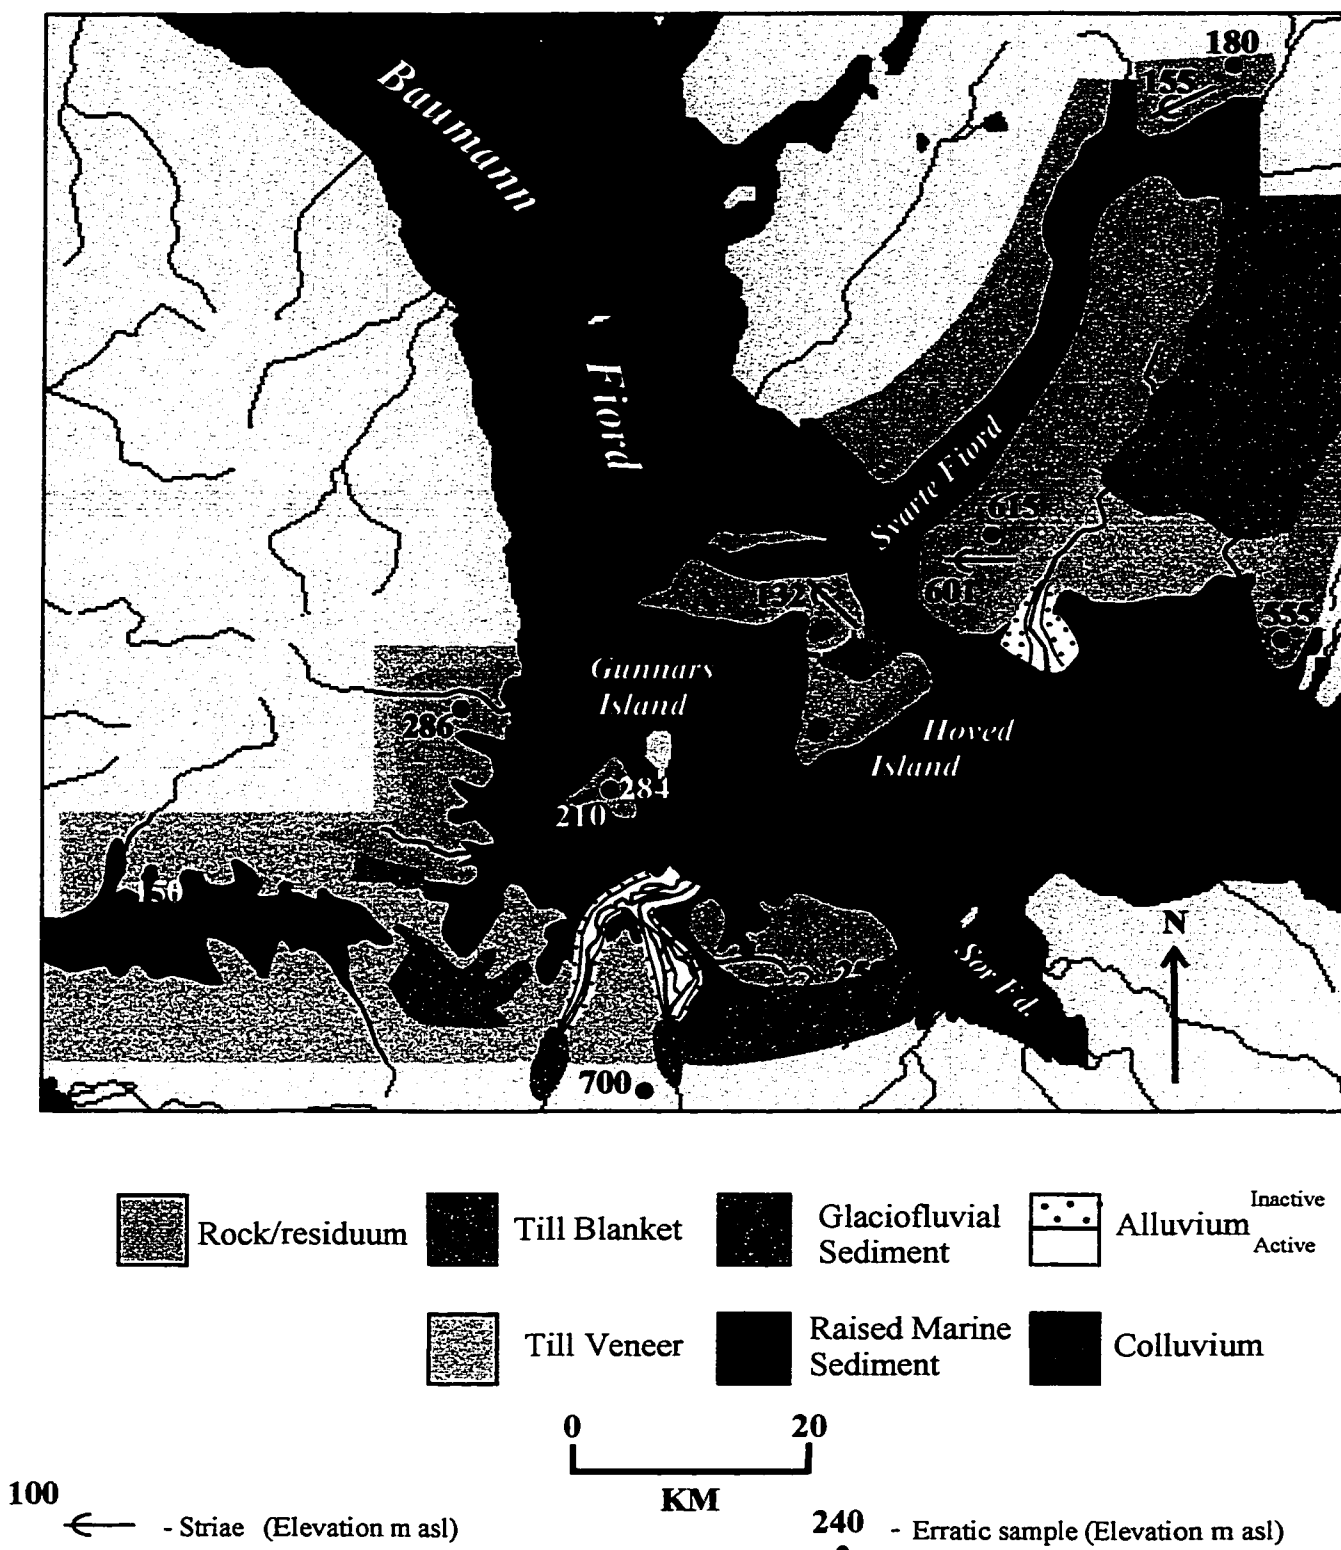 180
155
Baumann
Fiord
Svarte Fiord
615
601
132
555
Gunnars
Island
286
Hoved
Island
284
210
150
N
Sor Fd.
700
Rock/residuum
Till Blanket
Glaciofluvial
Sediment
Alluvium
Inactive
Active
Till Veneer
Raised Marine
Sediment
Colluvium
0 20
KM
100
- Striae (Elevation m asl)
240
- Erratic sample (Elevation m asl)